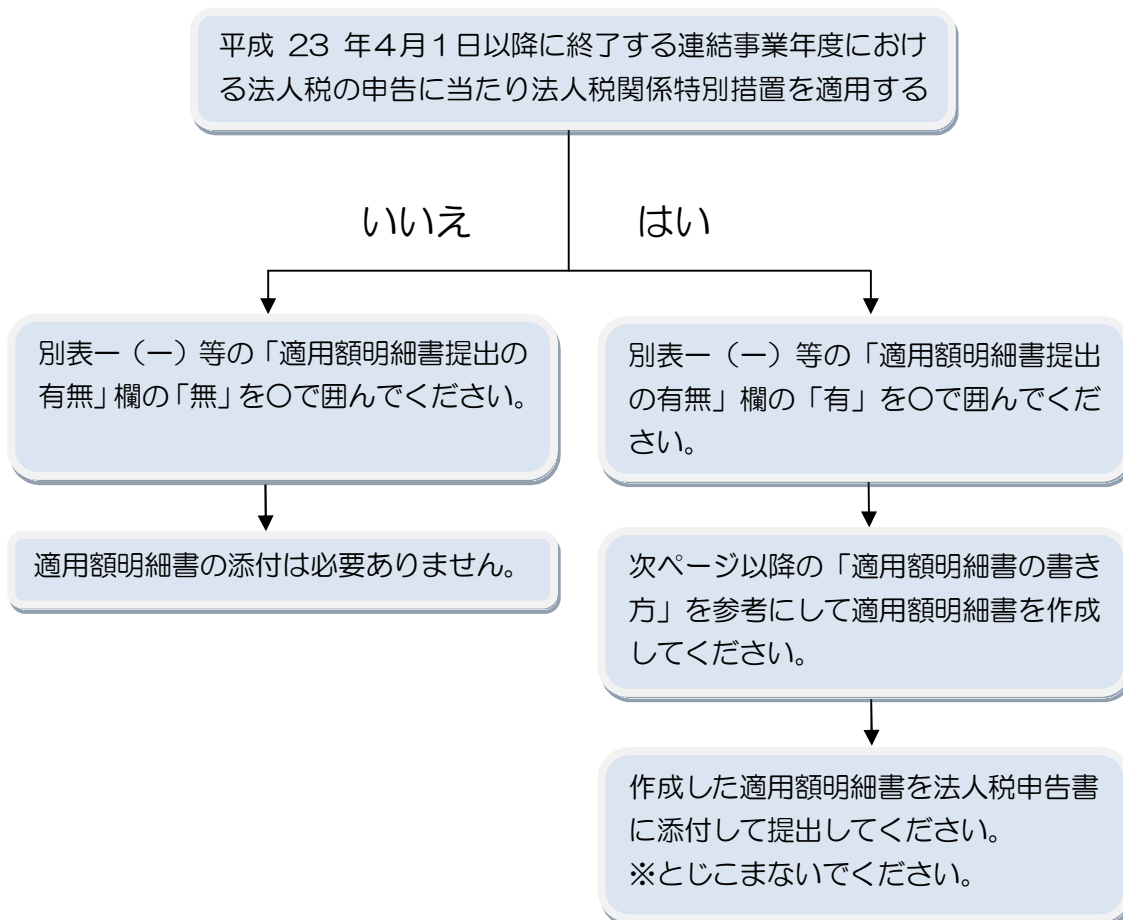 平成 23 年４月１日以降に終了する連結事業年度におけ
る法人税の申告に当たり法人税関係特別措置を適用する
いいえ
はい
別表一（一）等の「適用額明細書提出の
有無」欄の「無」を〇で囲んでください。
適用額明細書の添付は必要ありません。
別表一（一）等の「適用額明細書提出
の有無」欄の「有」を〇で囲んでくだ
さい。
次ページ以降の「適用額明細書の書き
方」を参考にして適用額明細書を作成
してください。
作成した適用額明細書を法人税申告書
に添付して提出してください。
※とじこまないでください。